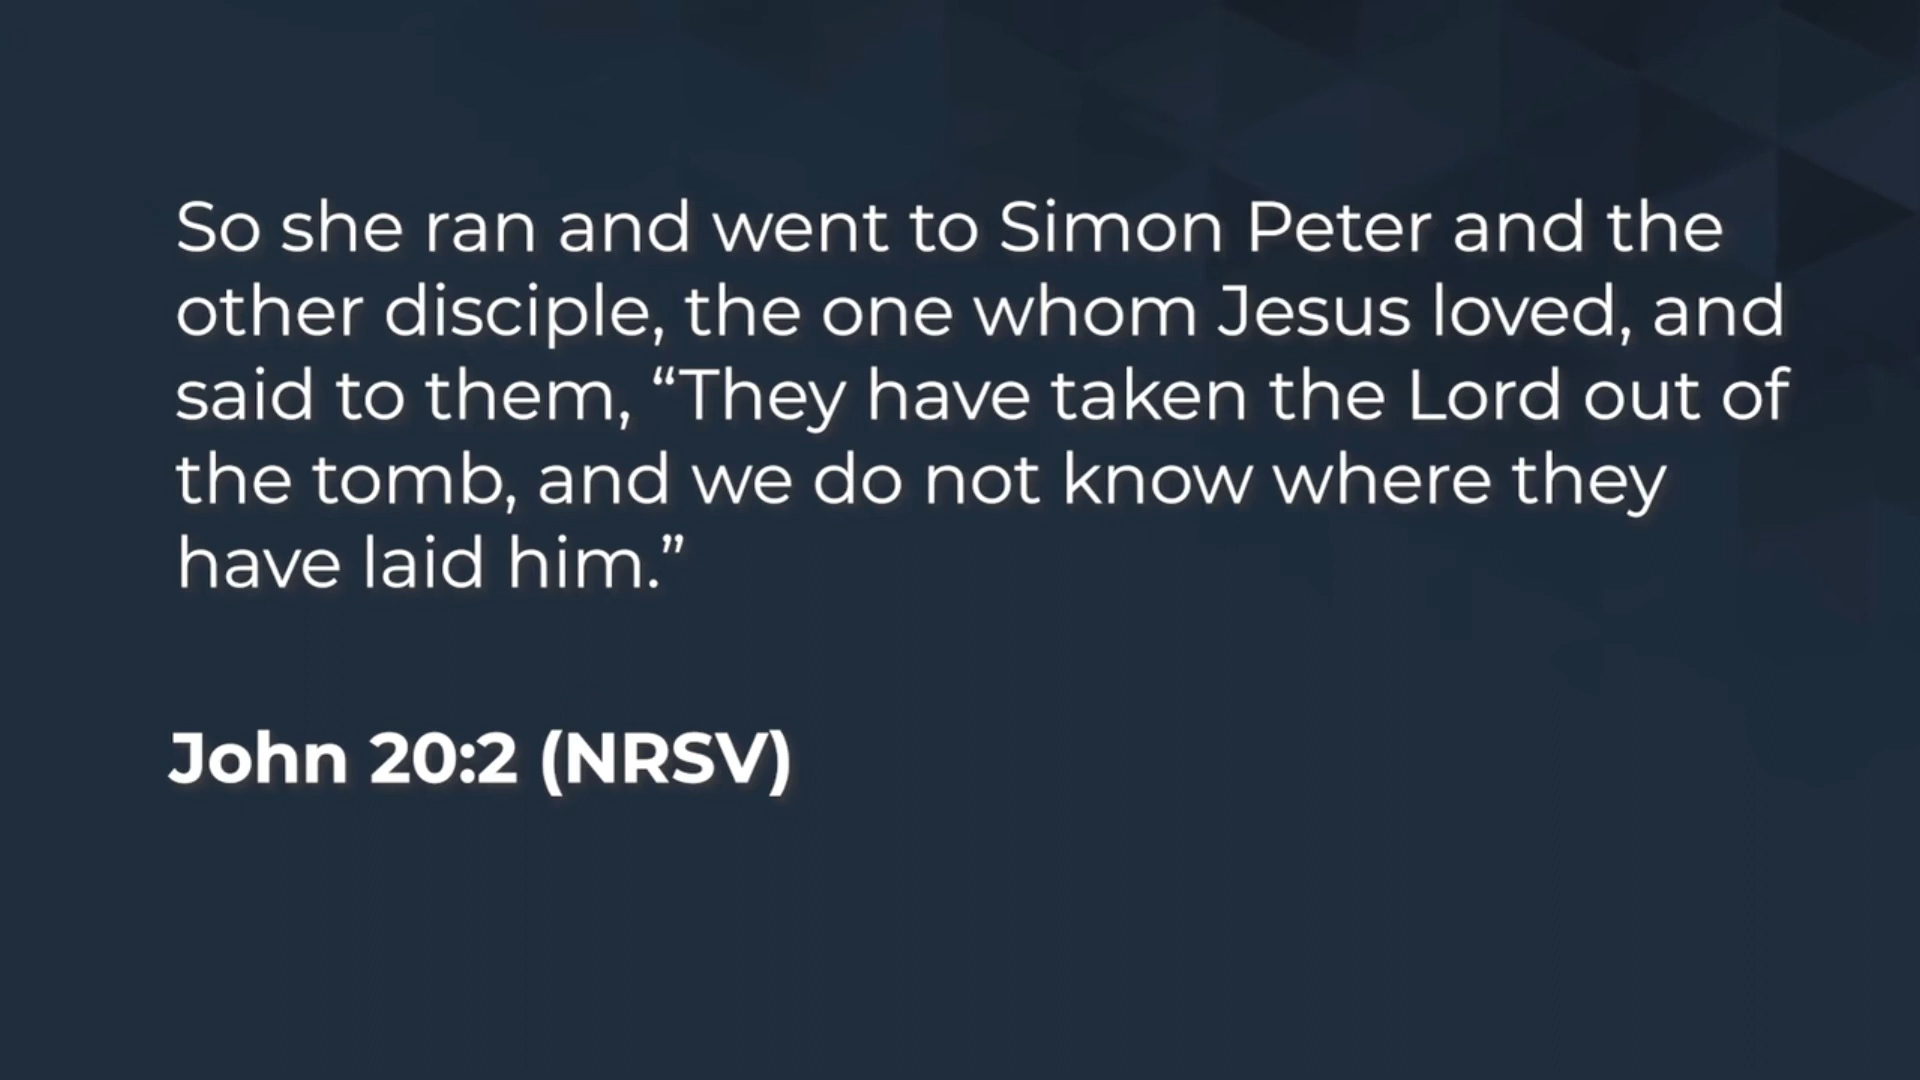 So she ran and went to Simon Peter and the
other disciple, the one whom Jesus loved, and
said to them, “They have taken the Lord out of
the tomb, and we do not know where they
have laid him.”
John 20:2 (NRSV)